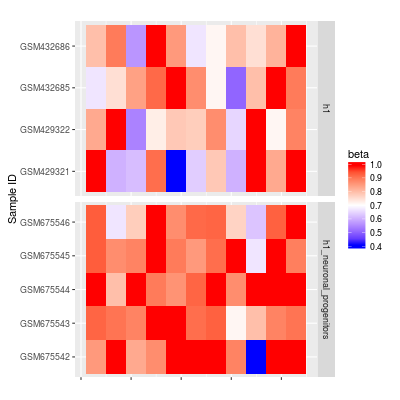 Sample ID
GSM432686
GSM432685
GSM429322
GSM429321
h1
GSM675546
GSM675545
GSM675544
GSM675543
GSM675542
h1_neuronal_progenitors
beta
1.0
0.9
0.8
0.7
0.6
0.5
0.4